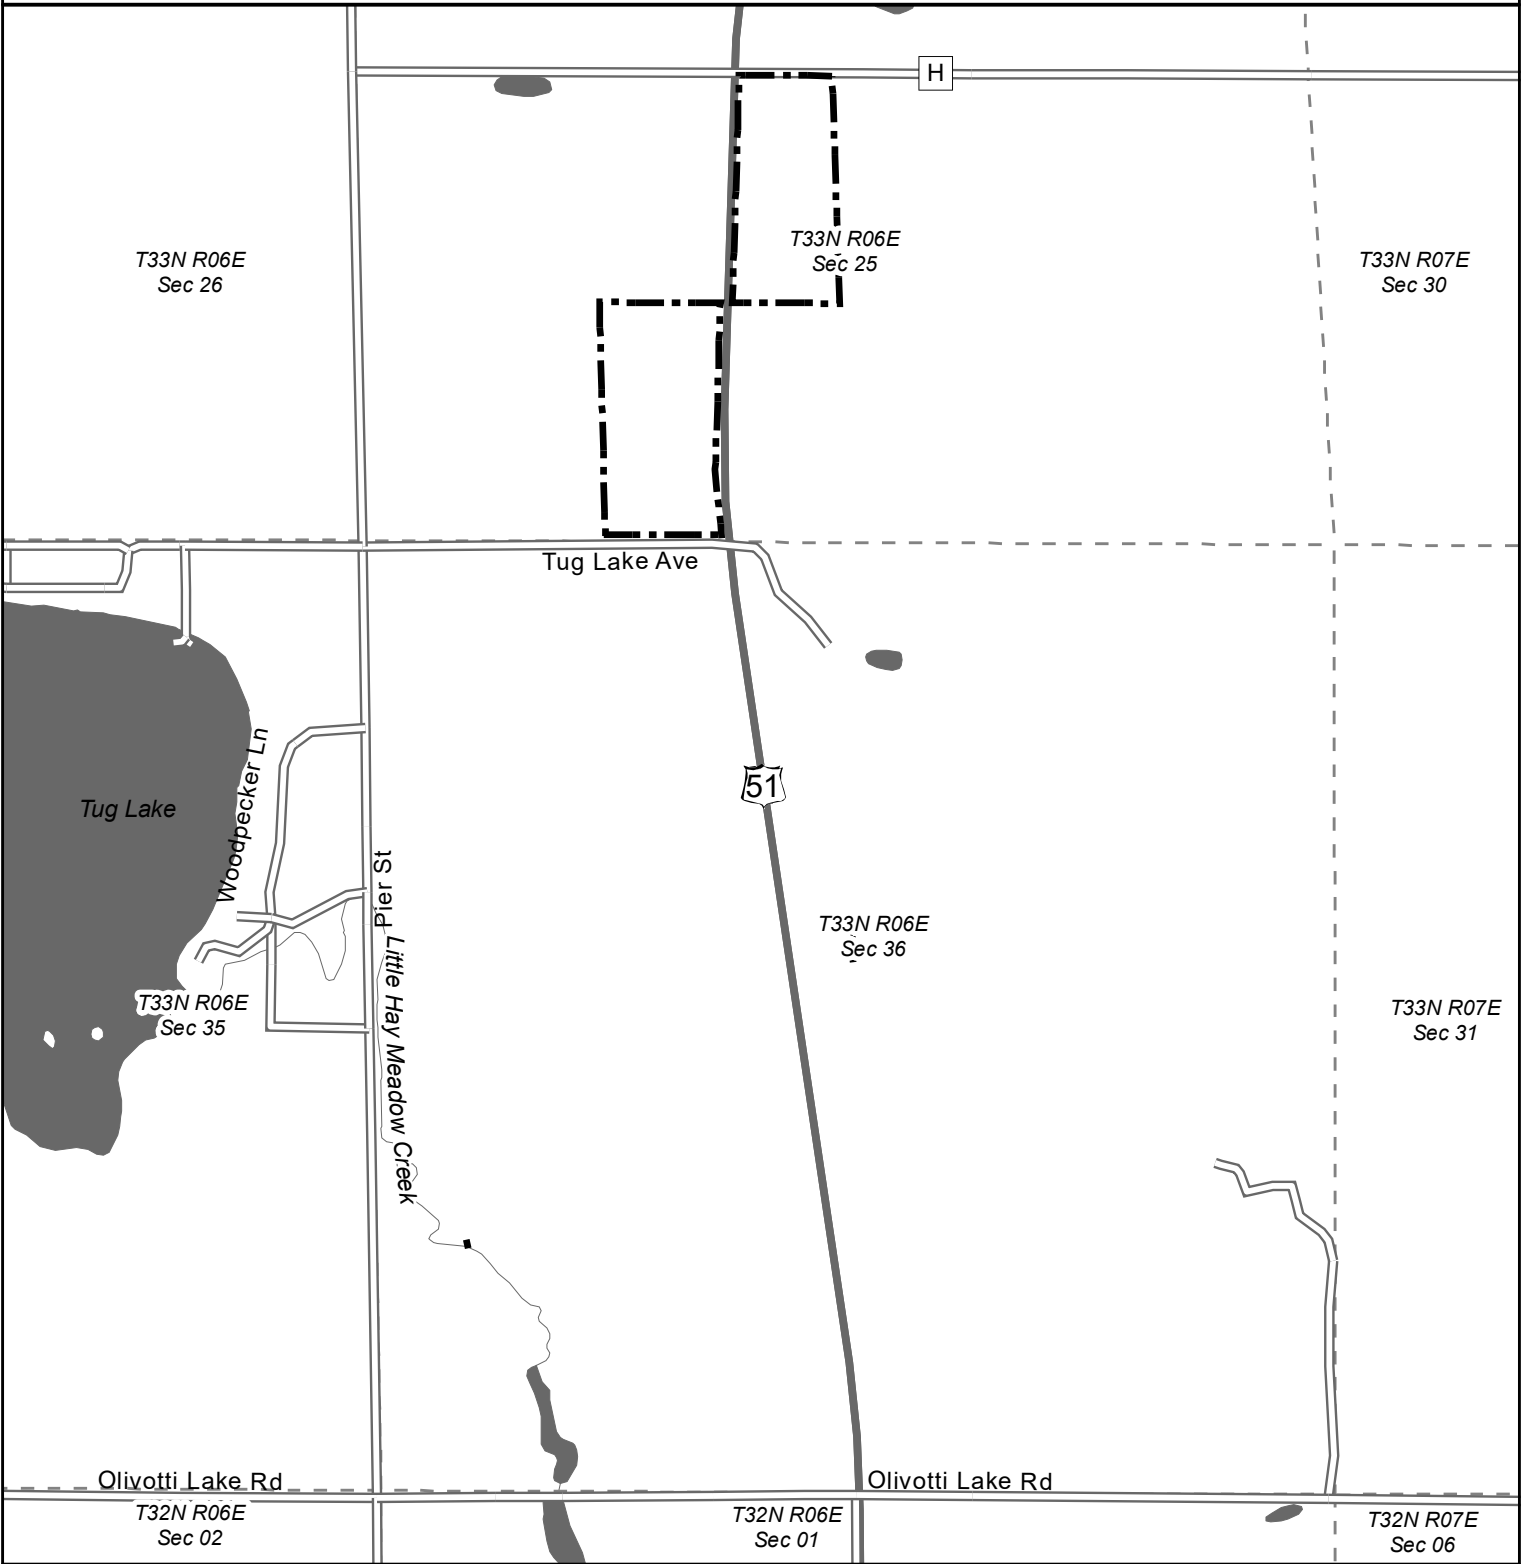 H
T33N R06E
Sec 25
T33N R06E
Sec 26
T33N R07E
Sec 30
Tug Lake Ave
Woodpecker Ln
51
Tug Lake
Pier St
T33N R06E
Sec 36
Little Hay Meadow Creek
T33N R06E
Sec 35
T33N R07E
Sec 31
Olivotti Lake Rd
Olivotti Lake Rd
T32N R06E
Sec 02
T32N R06E
Sec 01
T32N R07E
Sec 06